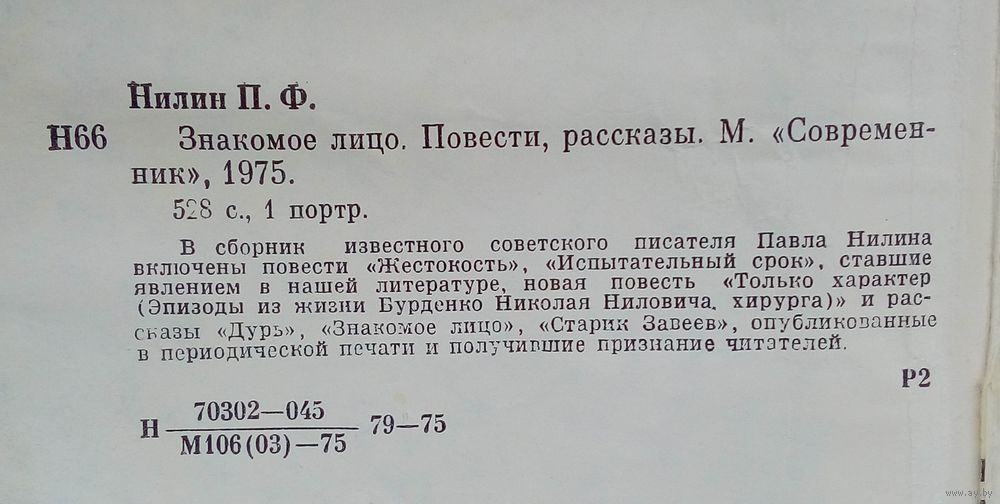 Нилин П. Ф.
Н66 Знакомое лицо. Повести, рассказы. М. «Современ-
ник», 1975.
528 с., 1 портр.
В сборник известного советского писателя Павла Нилина
включены повести «Жестокость», «Испытательный срок», ставшие
явлением в нашей литературе, новая повесть «Только характер
(Эпизоды из жизни Бурденко Николая Ниловича, хирурга)» и рас-
сказы «Дурь», «Знакомое лицо», «Старик Завеев», опубликованные
в периодической печати и получившие признание читателей.
Р2
70302—045
Н 79—75
М106(03)—75
www.ay.by